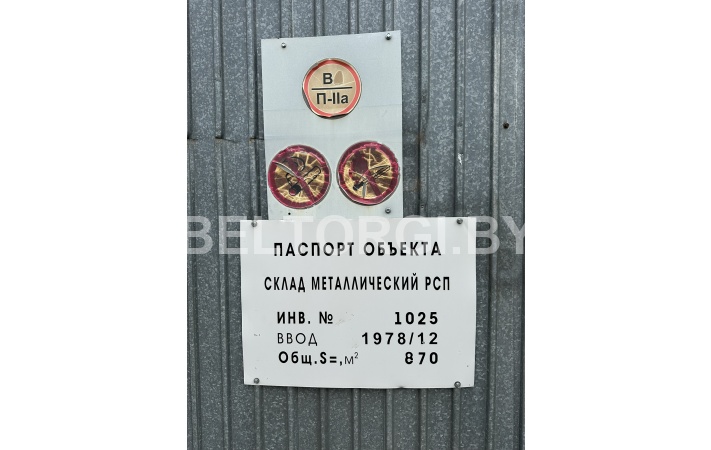 В
П-IIа
BELTORGI.BY
ПАСПОРТ ОБЪЕКТА
СКЛАД МЕТАЛЛИЧЕСКИЙ РСП
ИНВ. № 1025
ВВОД 1978/12
Общ.S=,м² 870